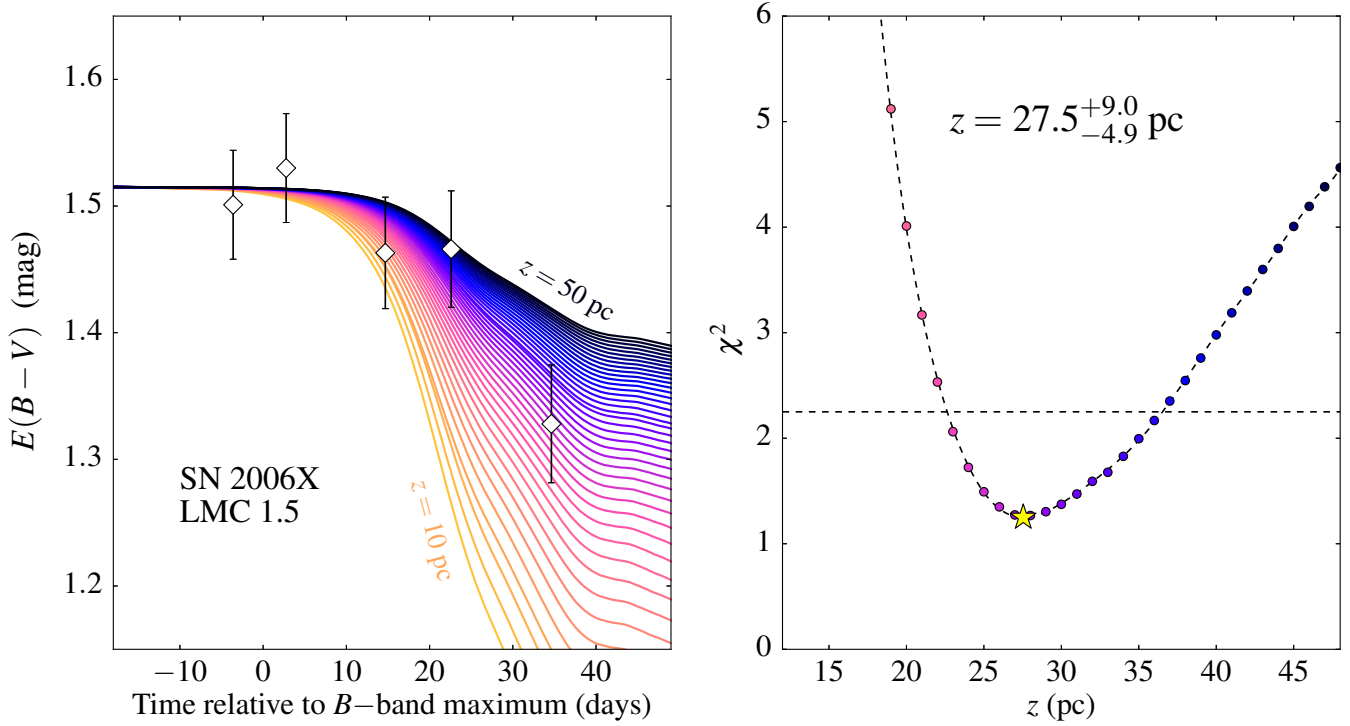 1.6
1.5
1.4
1.3
1.2
E(B − V) (mag)
z = 50 pc
z = 10 pc
SN 2006X
LMC 1.5
−10 0 10 20 30 40
Time relative to B−band maximum (days)
6
5
4
3
2
1
0
χ²
z = 27.5 +9.0 −4.9 pc
15 20 25 30 35 40 45
z (pc)